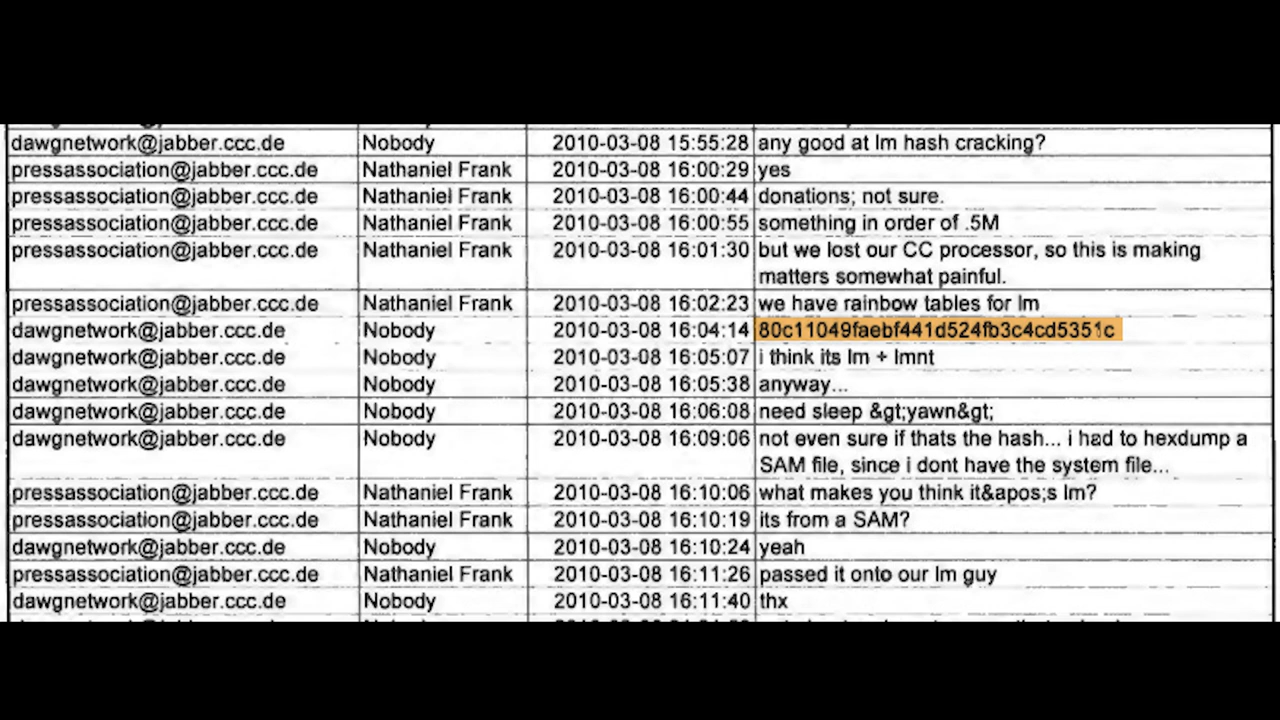 dawgnetwork@jabber.ccc.de Nobody 2010-03-08 15:55:28 any good at lm hash cracking?
pressassociation@jabber.ccc.de Nathaniel Frank 2010-03-08 16:00:29 yes
pressassociation@jabber.ccc.de Nathaniel Frank 2010-03-08 16:00:44 donations; not sure.
pressassociation@jabber.ccc.de Nathaniel Frank 2010-03-08 16:00:55 something in order of .5M
pressassociation@jabber.ccc.de Nathaniel Frank 2010-03-08 16:01:30 but we lost our CC processor, so this is making
matters somewhat painful.
pressassociation@jabber.ccc.de Nathaniel Frank 2010-03-08 16:02:23 we have rainbow tables for lm
dawgnetwork@jabber.ccc.de Nobody 2010-03-08 16:04:14 80c11049faebf441d524fb3c4cd5351c
dawgnetwork@jabber.ccc.de Nobody 2010-03-08 16:05:07 i think its lm + lmnt
dawgnetwork@jabber.ccc.de Nobody 2010-03-08 16:05:38 anyway...
dawgnetwork@jabber.ccc.de Nobody 2010-03-08 16:06:08 need sleep &gt;yawn&gt;
dawgnetwork@jabber.ccc.de Nobody 2010-03-08 16:09:06 not even sure if thats the hash... i had to hexdump a
SAM file, since i dont have the system file...
pressassociation@jabber.ccc.de Nathaniel Frank 2010-03-08 16:10:06 what makes you think it&apos;s lm?
pressassociation@jabber.ccc.de Nathaniel Frank 2010-03-08 16:10:19 its from a SAM?
dawgnetwork@jabber.ccc.de Nobody 2010-03-08 16:10:24 yeah
pressassociation@jabber.ccc.de Nathaniel Frank 2010-03-08 16:11:26 passed it onto our lm guy
dawgnetwork@jabber.ccc.de Nobody 2010-03-08 16:11:40 thx